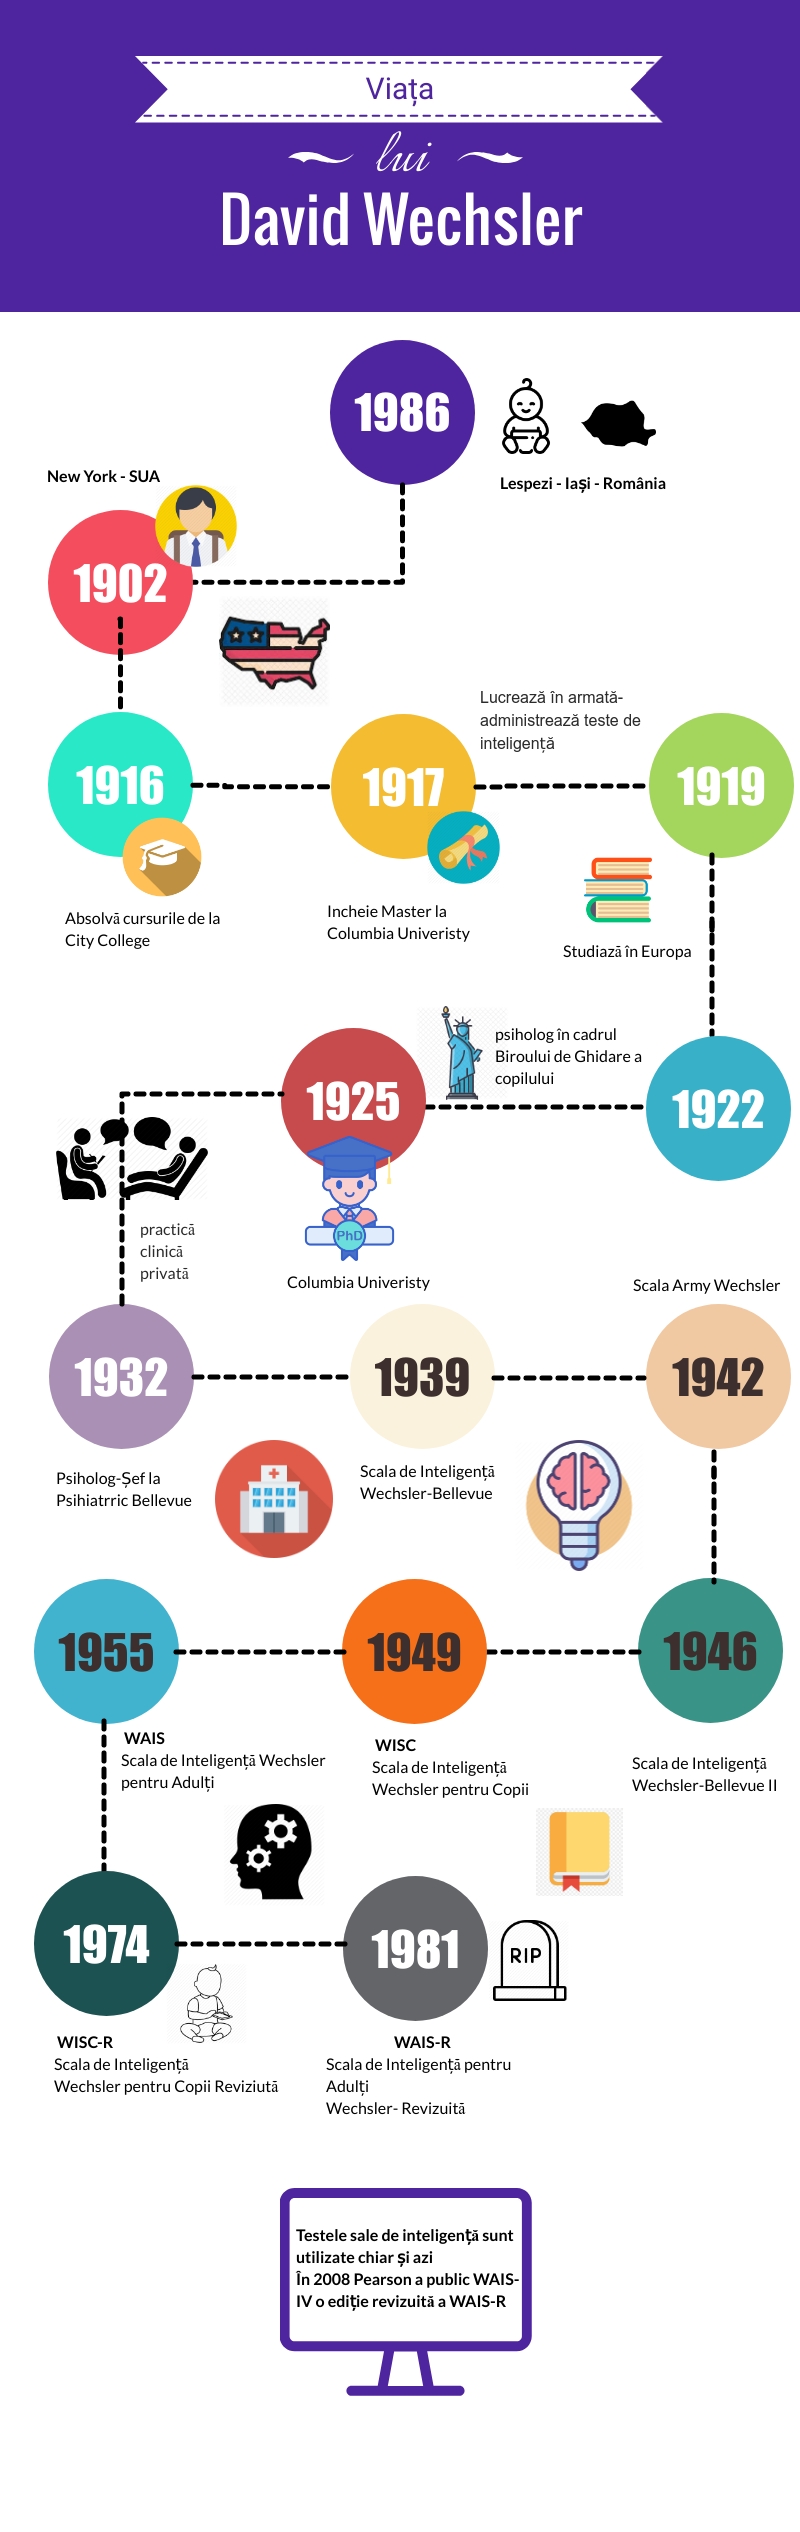 Viața
lui
David Wechsler
1986
Lespezi - Iași - România
New York - SUA
1902
Lucrează în armată-
administrează teste de
inteligență
1916
1917
1919
Absolvă cursurile de la
City College
Incheie Master la
Columbia Univeristy
Studiază în Europa
psiholog în cadrul
Biroului de Ghidare a
copilului
1925
1922
PhD
practică
clinică
privată
Columbia Univeristy
Scala Army Wechsler
1932
1939
1942
Psiholog-Șef la
Psihiatrric Bellevue
Scala de Inteligență
Wechsler-Bellevue
1955
1949
1946
WAIS
Scala de Inteligență Wechsler
pentru Adulți
WISC
Scala de Inteligență
Wechsler pentru Copii
Scala de Inteligență
Wechsler-Bellevue II
1974
1981
RIP
WISC-R
Scala de Inteligență
Wechsler pentru Copii Reviziută
WAIS-R
Scala de Inteligență pentru
Adulți
Wechsler- Revizuită
Testele sale de inteligență sunt
utilizate chiar și azi
În 2008 Pearson a public WAIS-
IV o ediție revizuită a WAIS-R